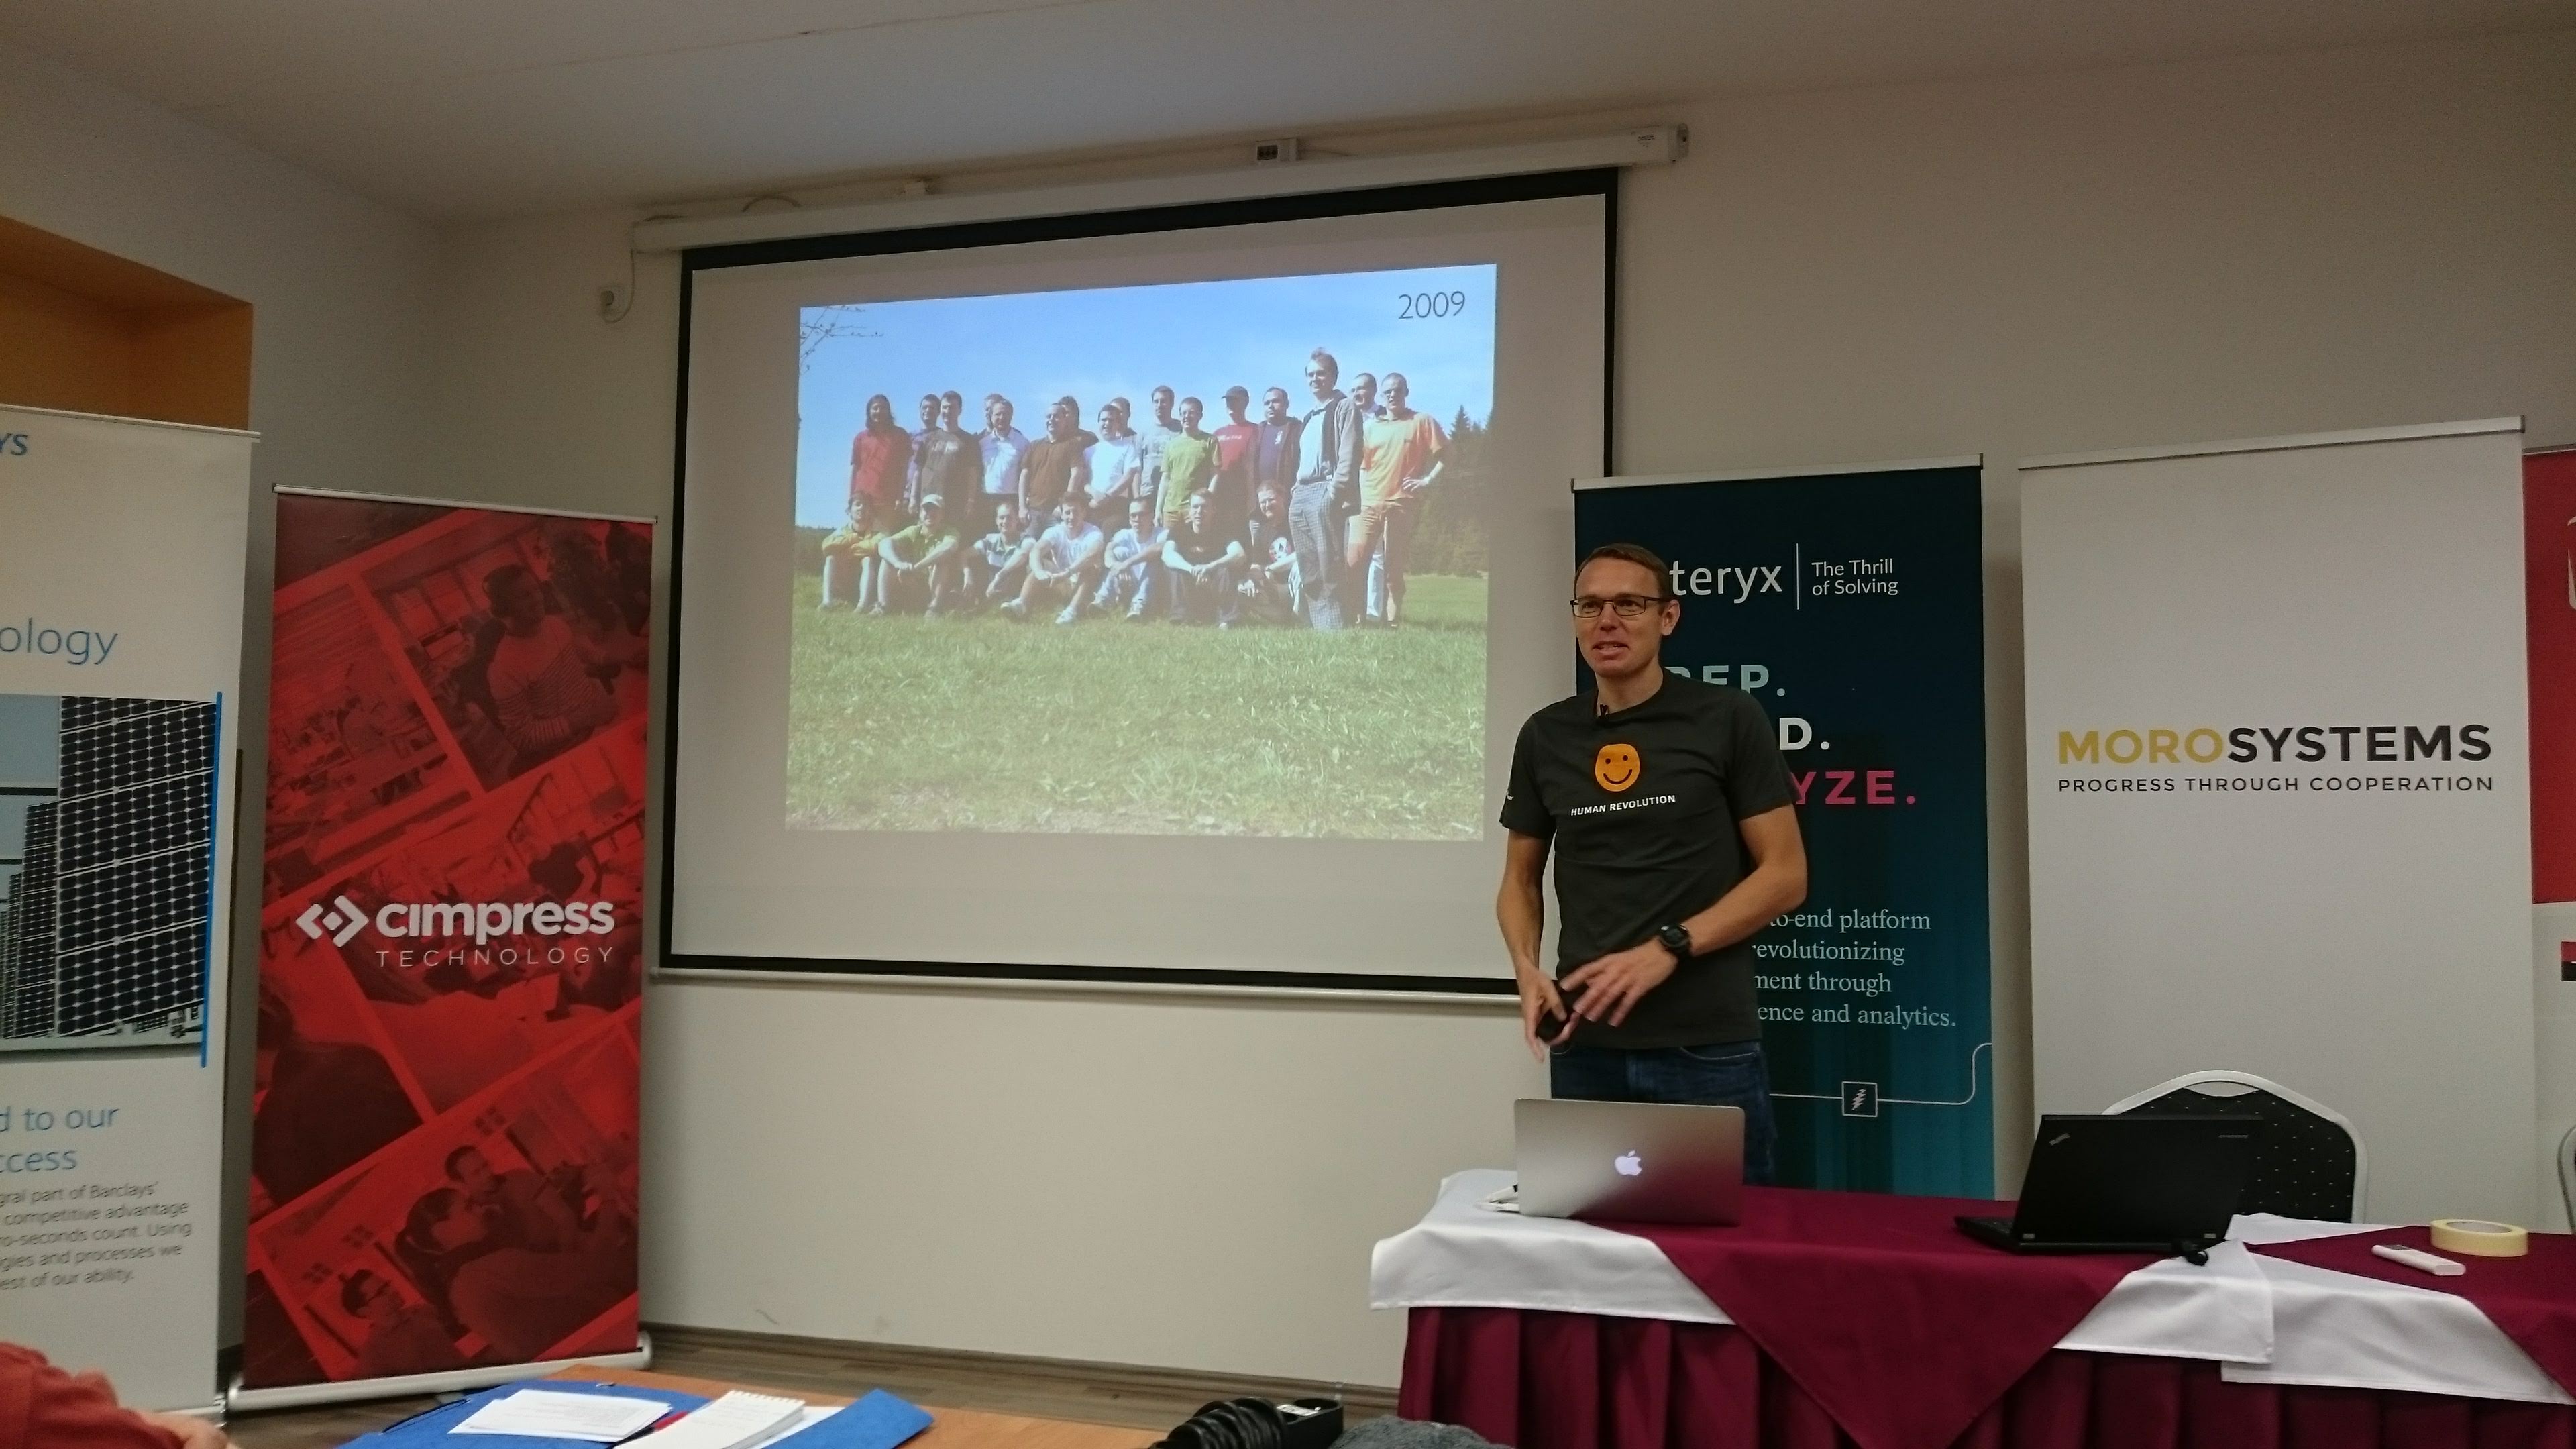 YS
ology
d to our
ccess
gral part of Barclays'
competitive advantage
ro-seconds count. Using
gies and processes we
est of our ability.
cimpress
TECHNOLOGY
2009
HUMAN REVOLUTION
teryx
The Thrill
of Solving
EP.
D.
YZE.
to-end platform
revolutionizing
ment through
ence and analytics.
MOROSYSTEMS
PROGRESS THROUGH COOPERATION